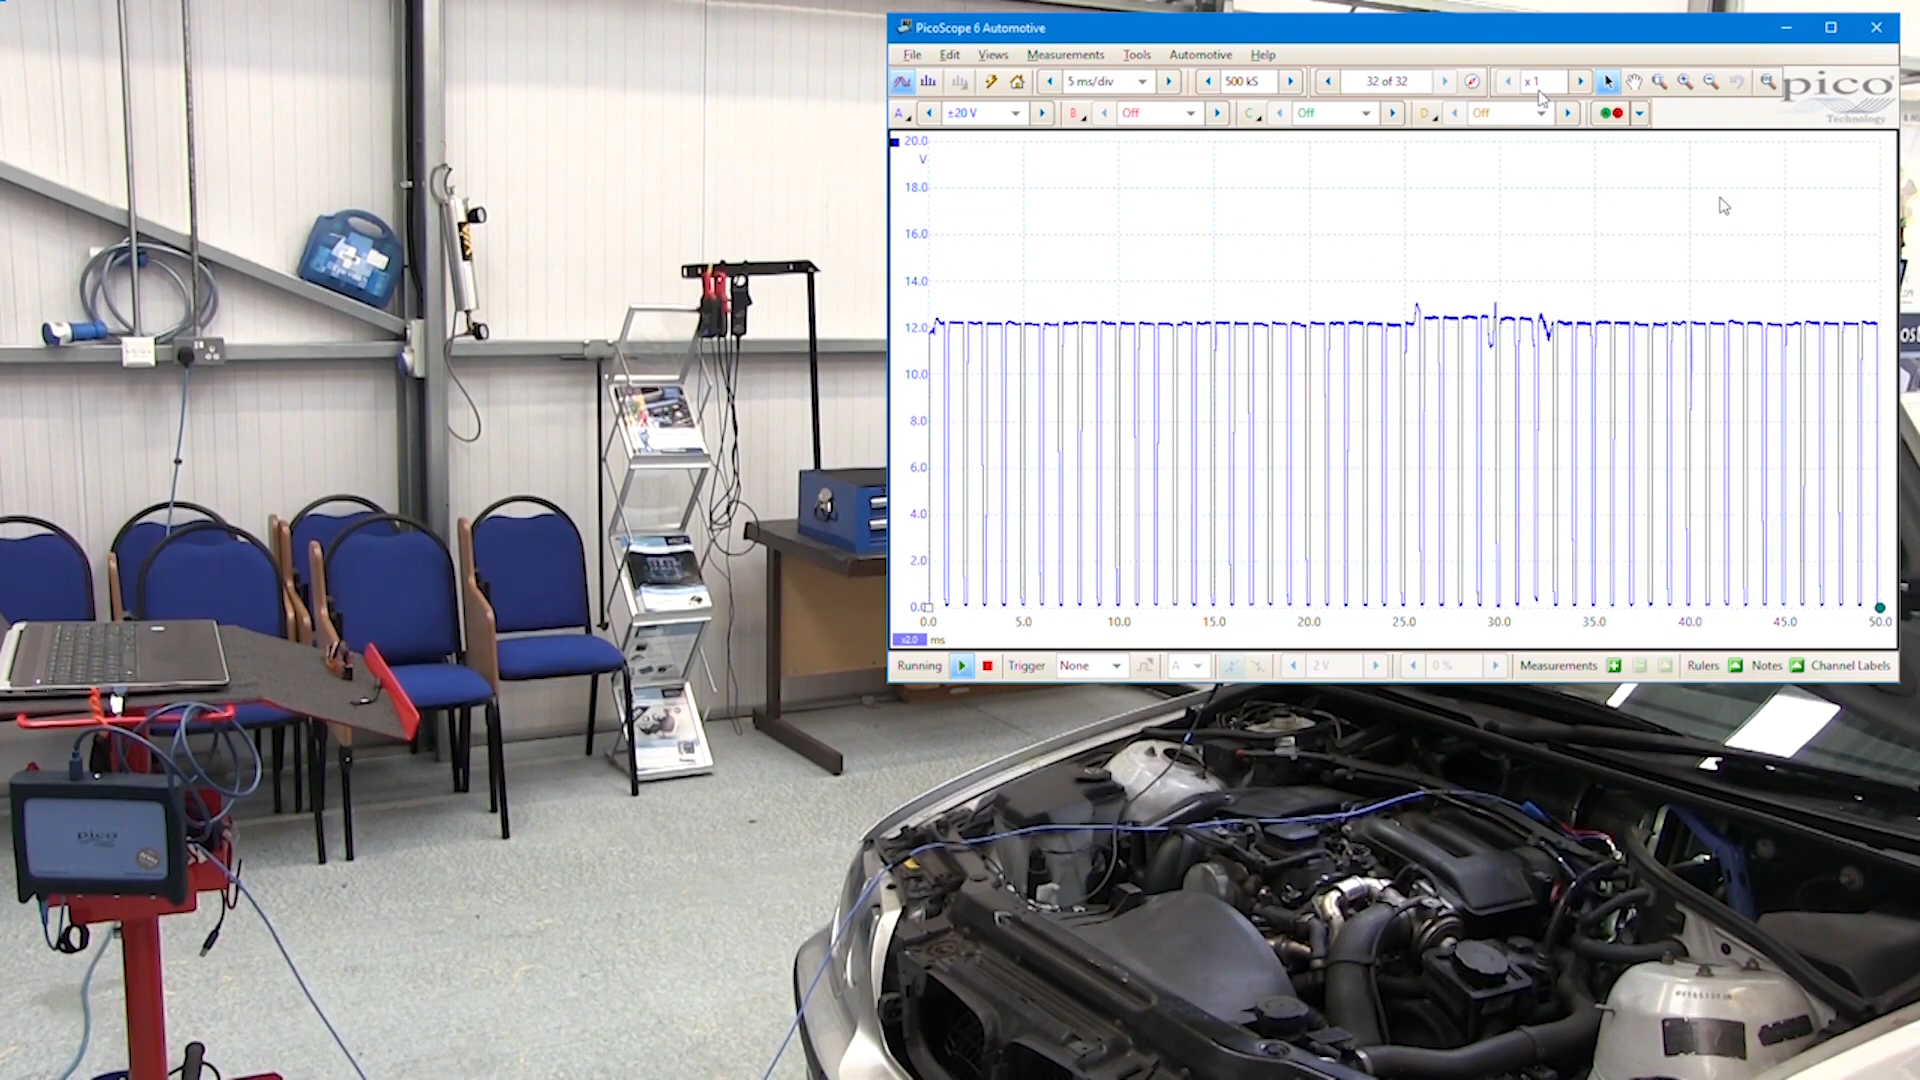 PicoScope 6 Automotive
File Edit Views Measurements Tools Automotive Help
5 ms/div 500 kS 32 of 32 x 1
pico
Technology
A ±20 V B Off C Off D Off
20.0
V
18.0
16.0
14.0
12.0
10.0
8.0
6.0
4.0
2.0
0.0
0.0 5.0 10.0 15.0 20.0 25.0 30.0 35.0 40.0 45.0 50.0
x2.0 ms
Running Trigger None A 2 V 0 % Measurements Rulers Notes Channel Labels
pico